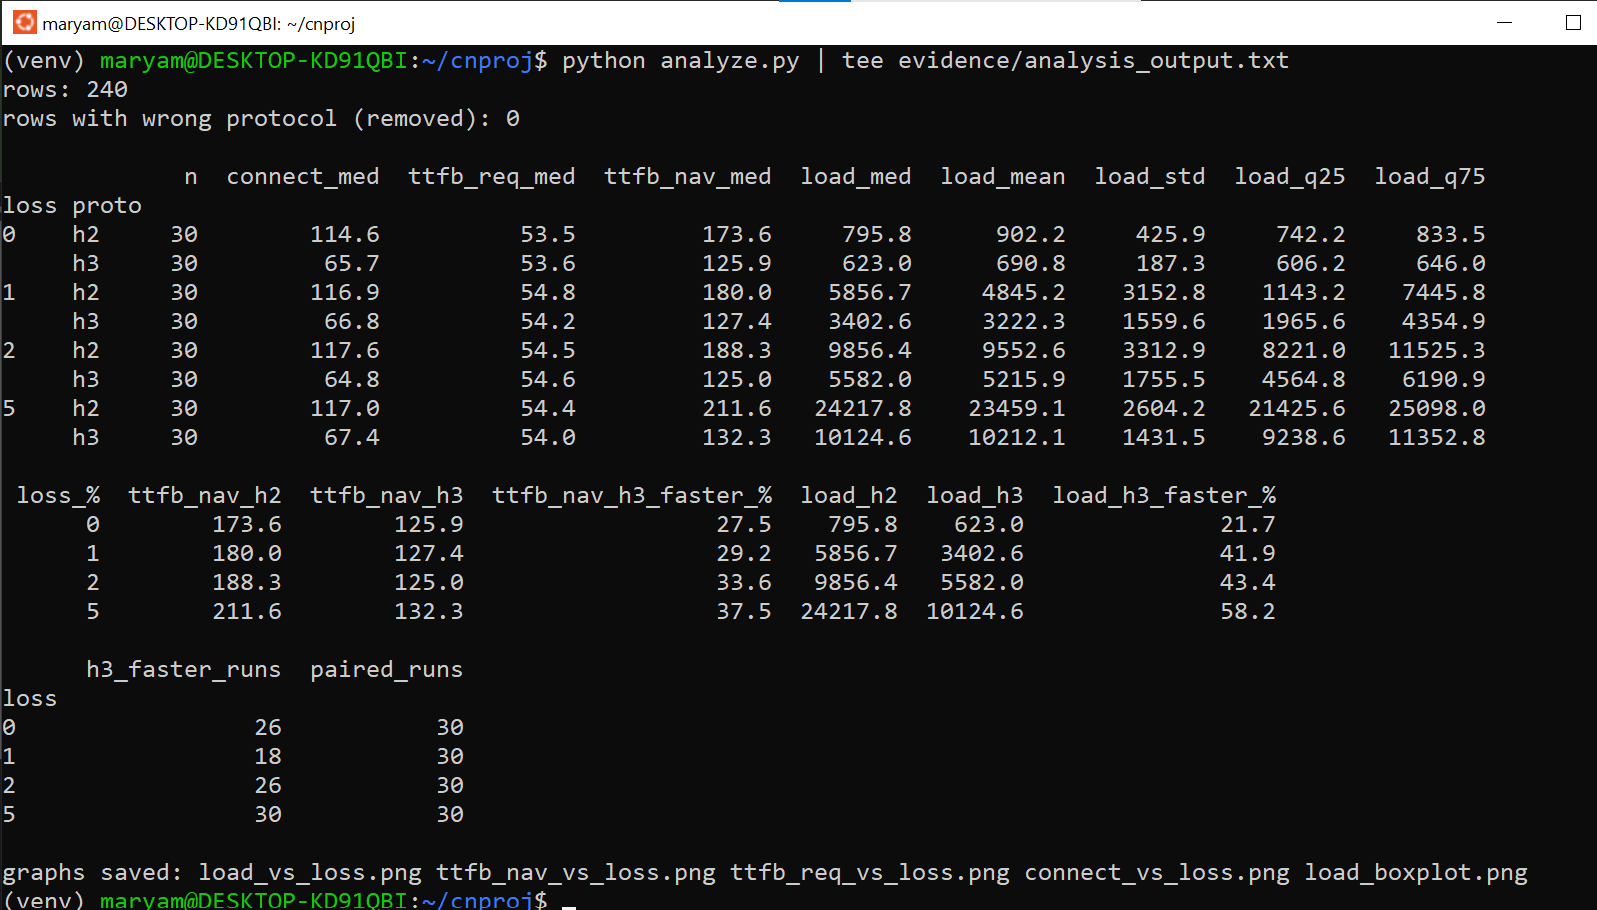 maryam@DESKTOP-KD91QBI: ~/cnproj
(venv) maryam@DESKTOP-KD91QBI:~/cnproj$ python analyze.py | tee evidence/analysis_output.txt
rows: 240
rows with wrong protocol (removed): 0
n connect_med ttfb_req_med ttfb_nav_med load_med load_mean load_std load_q25 load_q75
loss proto
0 h2 30 114.6 53.5 173.6 795.8 902.2 425.9 742.2 833.5
h3 30 65.7 53.6 125.9 623.0 690.8 187.3 606.2 646.0
1 h2 30 116.9 54.8 180.0 5856.7 4845.2 3152.8 1143.2 7445.8
h3 30 66.8 54.2 127.4 3402.6 3222.3 1559.6 1965.6 4354.9
2 h2 30 117.6 54.5 188.3 9856.4 9552.6 3312.9 8221.0 11525.3
h3 30 64.8 54.6 125.0 5582.0 5215.9 1755.5 4564.8 6190.9
5 h2 30 117.0 54.4 211.6 24217.8 23459.1 2604.2 21425.6 25098.0
h3 30 67.4 54.0 132.3 10124.6 10212.1 1431.5 9238.6 11352.8
loss_% ttfb_nav_h2 ttfb_nav_h3 ttfb_nav_h3_faster_% load_h2 load_h3 load_h3_faster_%
0 173.6 125.9 27.5 795.8 623.0 21.7
1 180.0 127.4 29.2 5856.7 3402.6 41.9
2 188.3 125.0 33.6 9856.4 5582.0 43.4
5 211.6 132.3 37.5 24217.8 10124.6 58.2
h3_faster_runs paired_runs
loss
0 26 30
1 18 30
2 26 30
5 30 30
graphs saved: load_vs_loss.png ttfb_nav_vs_loss.png ttfb_req_vs_loss.png connect_vs_loss.png load_boxplot.png
(venv) maryam@DESKTOP-KD91QBI:~/cnproj$